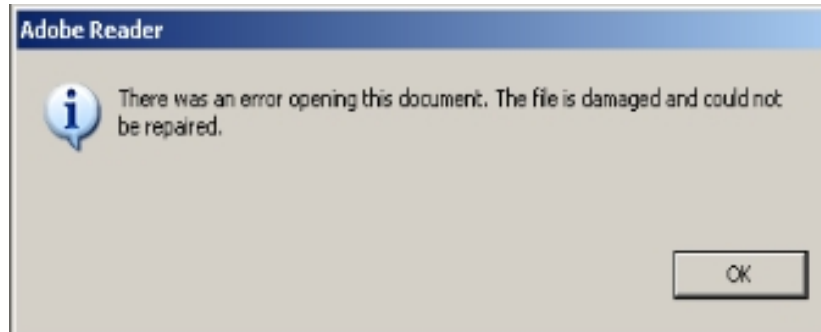 Adobe Reader
There was an error opening this document. The file is damaged and could not
be repaired.
OK